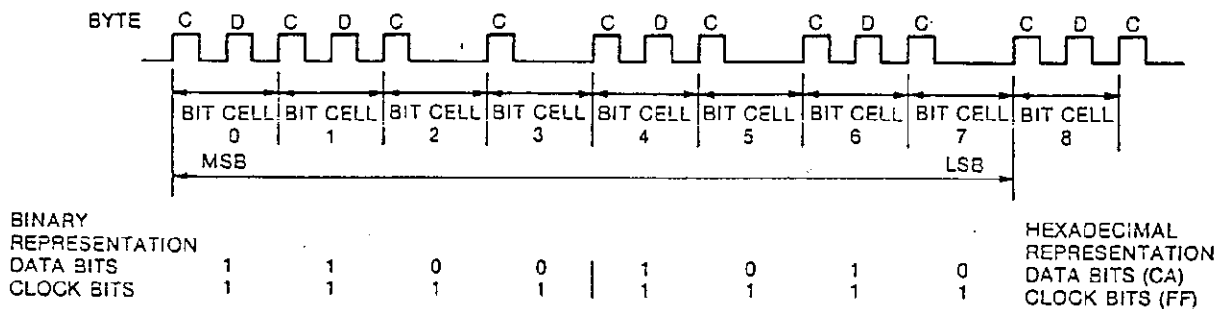 BYTE C D C D C C C D C C D C C D C
BIT CELL BIT CELL BIT CELL BIT CELL BIT CELL BIT CELL BIT CELL BIT CELL BIT CELL
0 1 2 3 4 5 6 7 8
MSB LSB
BINARY
REPRESENTATION
DATA BITS 1 1 0 0 1 0 1 0
CLOCK BITS 1 1 1 1 1 1 1 1
HEXADECIMAL
REPRESENTATION
DATA BITS (CA)
CLOCK BITS (FF)